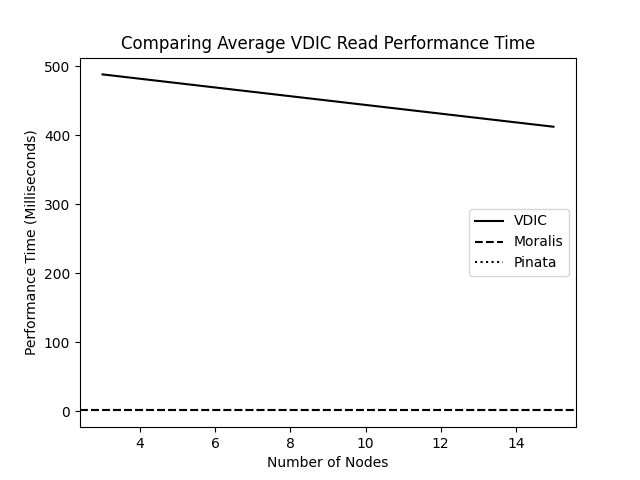 Comparing Average VDIC Read Performance Time
Performance Time (Milliseconds)
500
400
300
200
100
0
VDIC
Moralis
Pinata
4 6 8 10 12 14
Number of Nodes